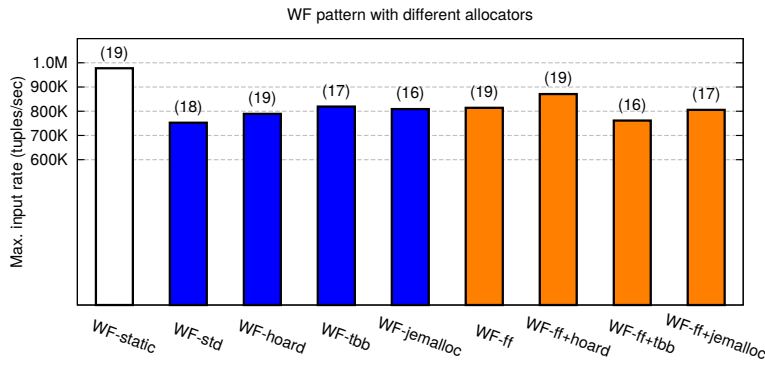 WF pattern with different allocators
Max. input rate (tuples/sec)
1.0M
900K
800K
700K
600K
(19)
(18)
(19)
(17)
(16)
(19)
(19)
(16)
(17)
WF-static
WF-std
WF-hoard
WF-tbb
WF-jemalloc
WF-ff
WF-ff+hoard
WF-ff+tbb
WF-ff+jemalloc